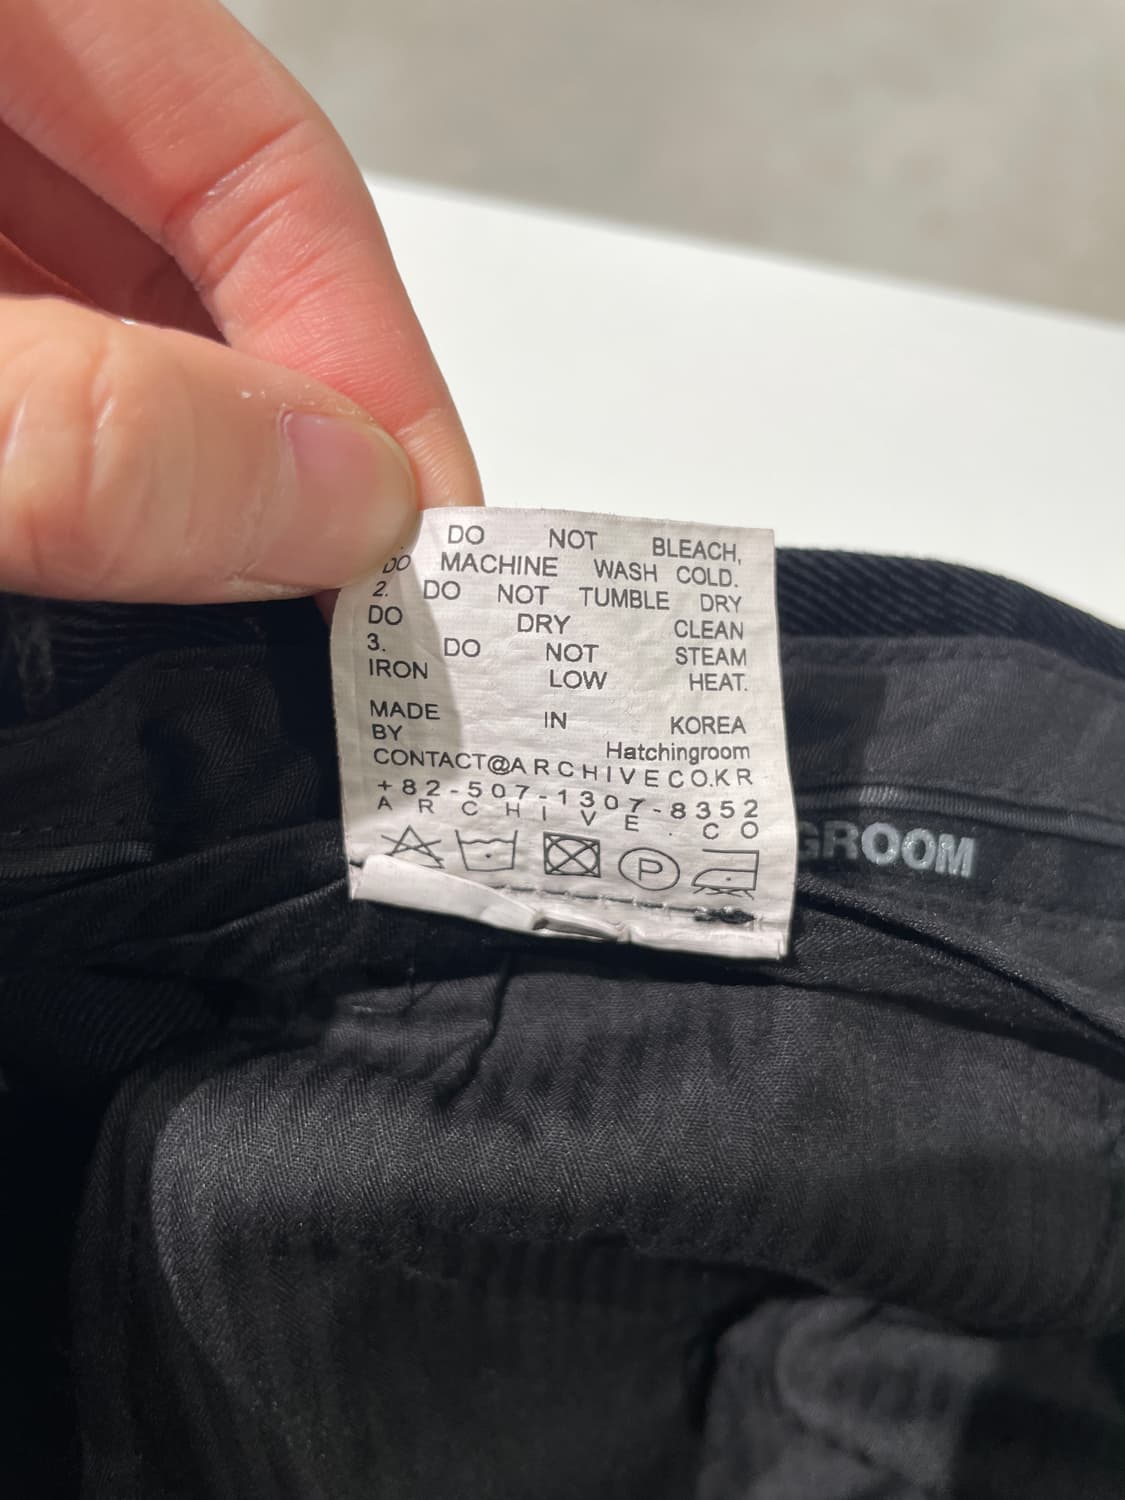 DO NOT BLEACH,
DO MACHINE WASH COLD.
2. DO NOT TUMBLE DRY
DO DRY CLEAN
3. DO NOT STEAM
IRON LOW HEAT.
MADE IN KOREA
BY Hatchingroom
CONTACT@ARCHIVECO.KR
+82-507-1307-8352
ARCHIVE.CO
P
GROOM